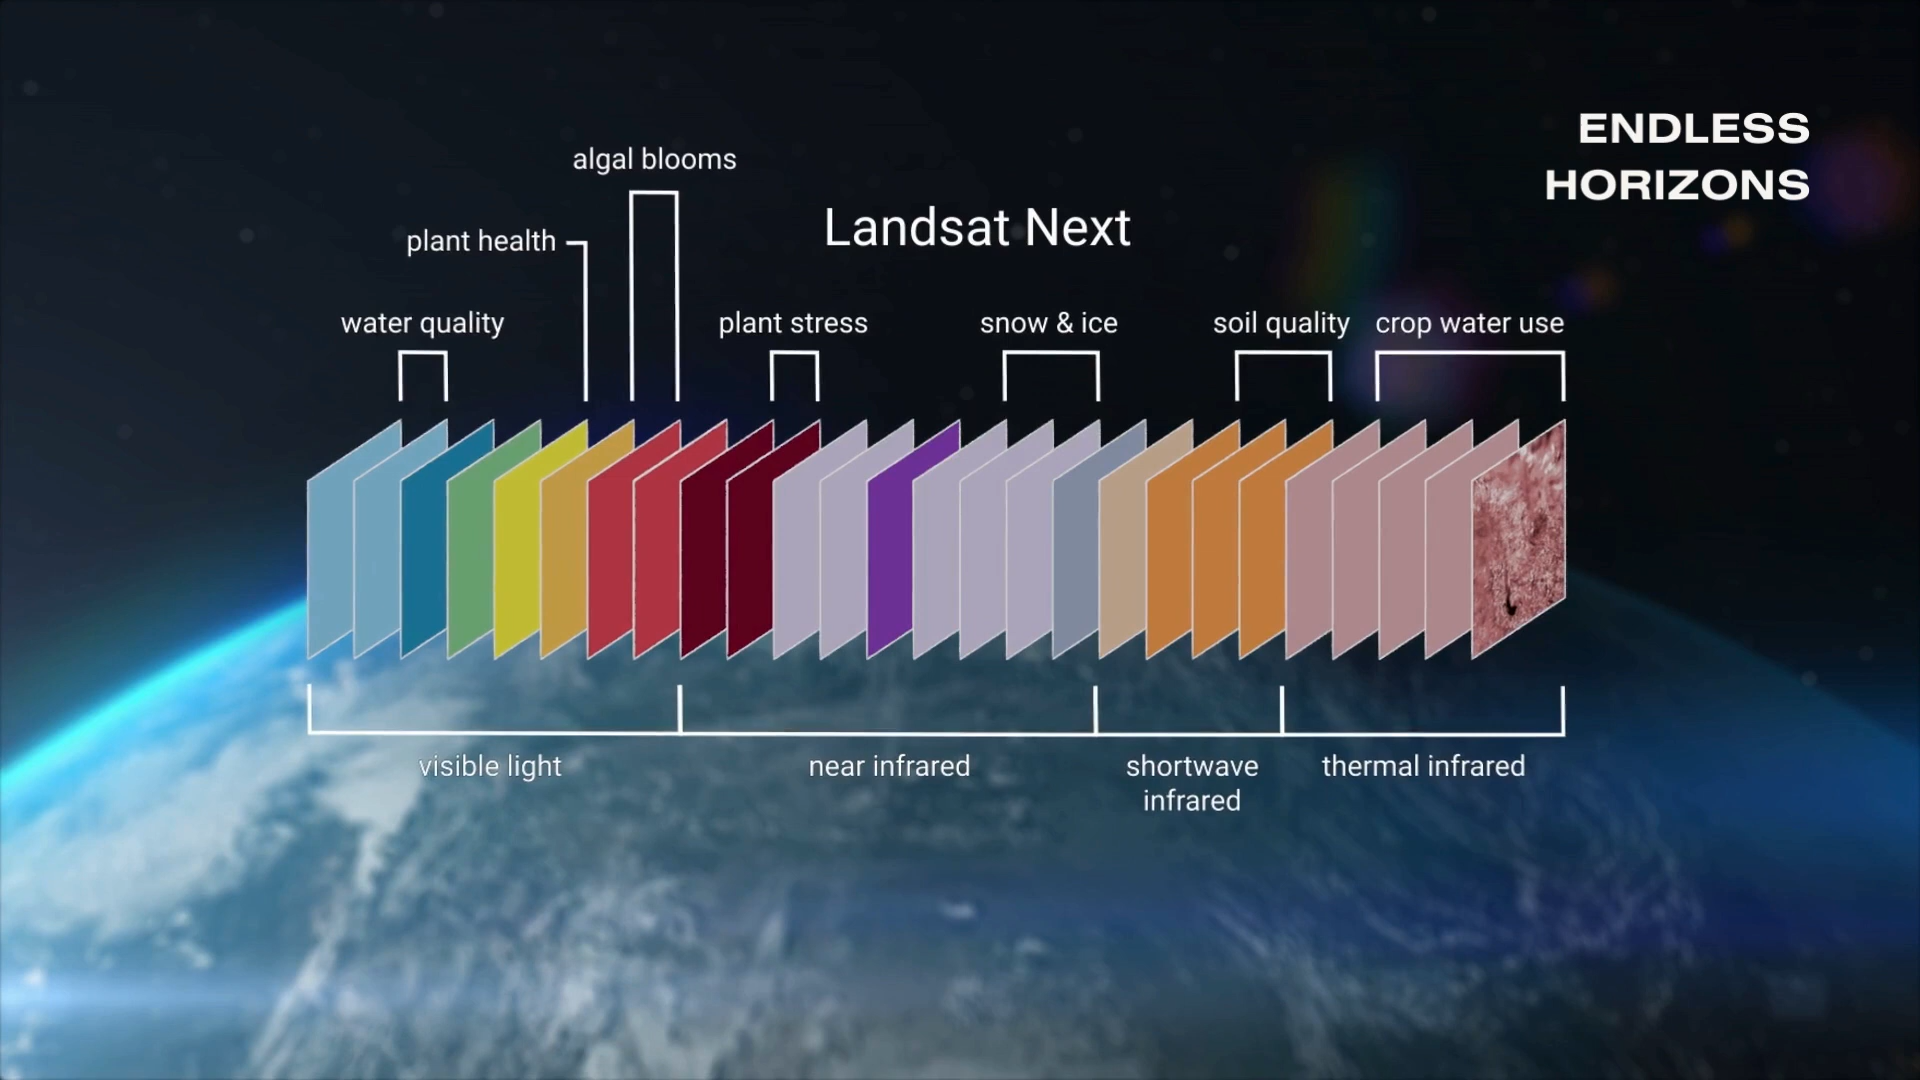 ENDLESS
HORIZONS
algal blooms
Landsat Next
plant health
water quality
plant stress
snow & ice
soil quality
crop water use
visible light
near infrared
shortwave
infrared
thermal infrared